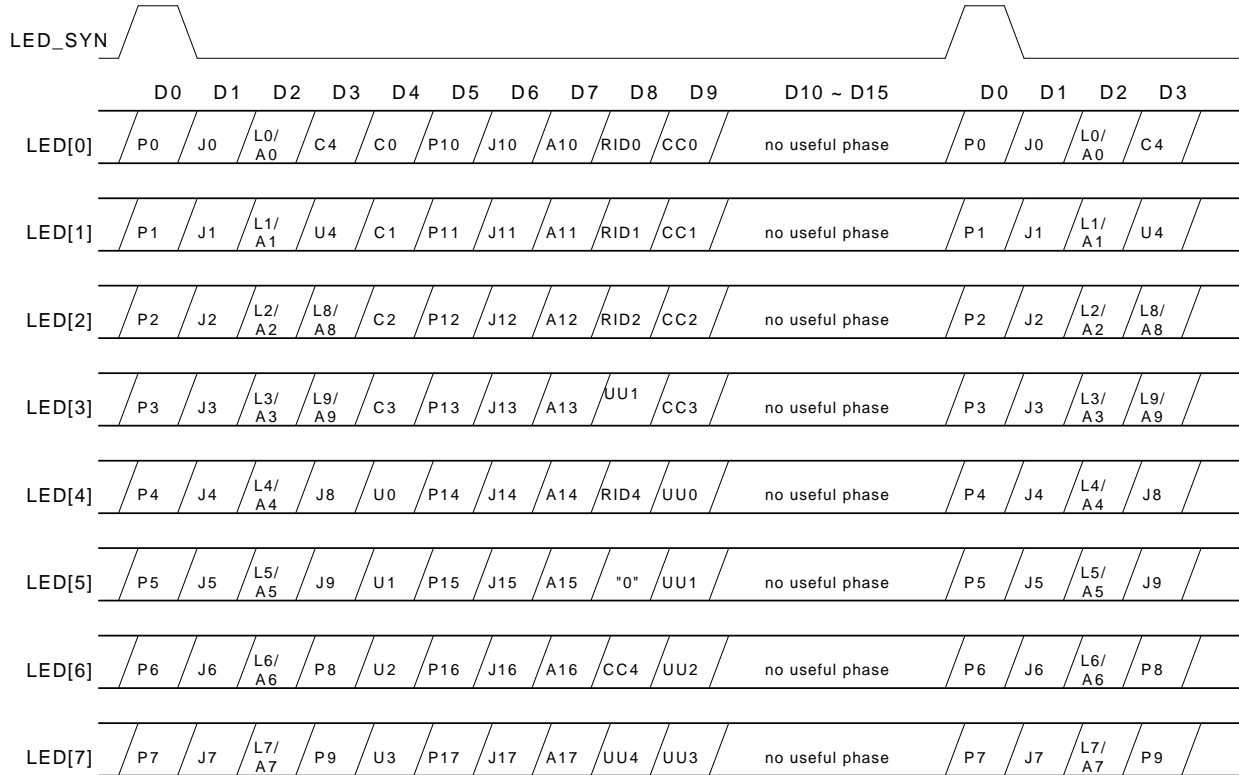 LED_SYN
D0 D1 D2 D3 D4 D5 D6 D7 D8 D9 D10 ~ D15 D0 D1 D2 D3
LED[0] P0 J0 L0/A0 C4 C0 P10 J10 A10 RID0 CC0 no useful phase P0 J0 L0/A0 C4
LED[1] P1 J1 L1/A1 U4 C1 P11 J11 A11 RID1 CC1 no useful phase P1 J1 L1/A1 U4
LED[2] P2 J2 L2/A2 L8/A8 C2 P12 J12 A12 RID2 CC2 no useful phase P2 J2 L2/A2 L8/A8
LED[3] P3 J3 L3/A3 L9/A9 C3 P13 J13 A13 UU1 CC3 no useful phase P3 J3 L3/A3 L9/A9
LED[4] P4 J4 L4/A4 J8 U0 P14 J14 A14 RID4 UU0 no useful phase P4 J4 L4/A4 J8
LED[5] P5 J5 L5/A5 J9 U1 P15 J15 A15 "0" UU1 no useful phase P5 J5 L5/A5 J9
LED[6] P6 J6 L6/A6 P8 U2 P16 J16 A16 CC4 UU2 no useful phase P6 J6 L6/A6 P8
LED[7] P7 J7 L7/A7 P9 U3 P17 J17 A17 UU4 UU3 no useful phase P7 J7 L7/A7 P9